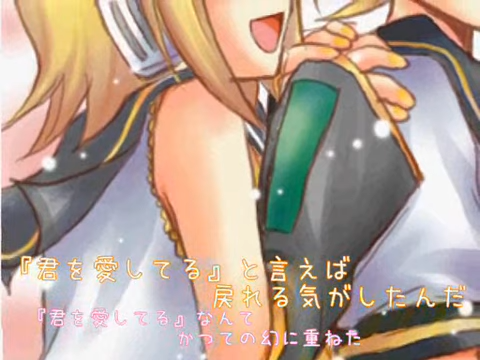 『君を愛してる』と言えば
戻れる気がしたんだ
『君を愛してる』なんて
かつての幻に重ねた